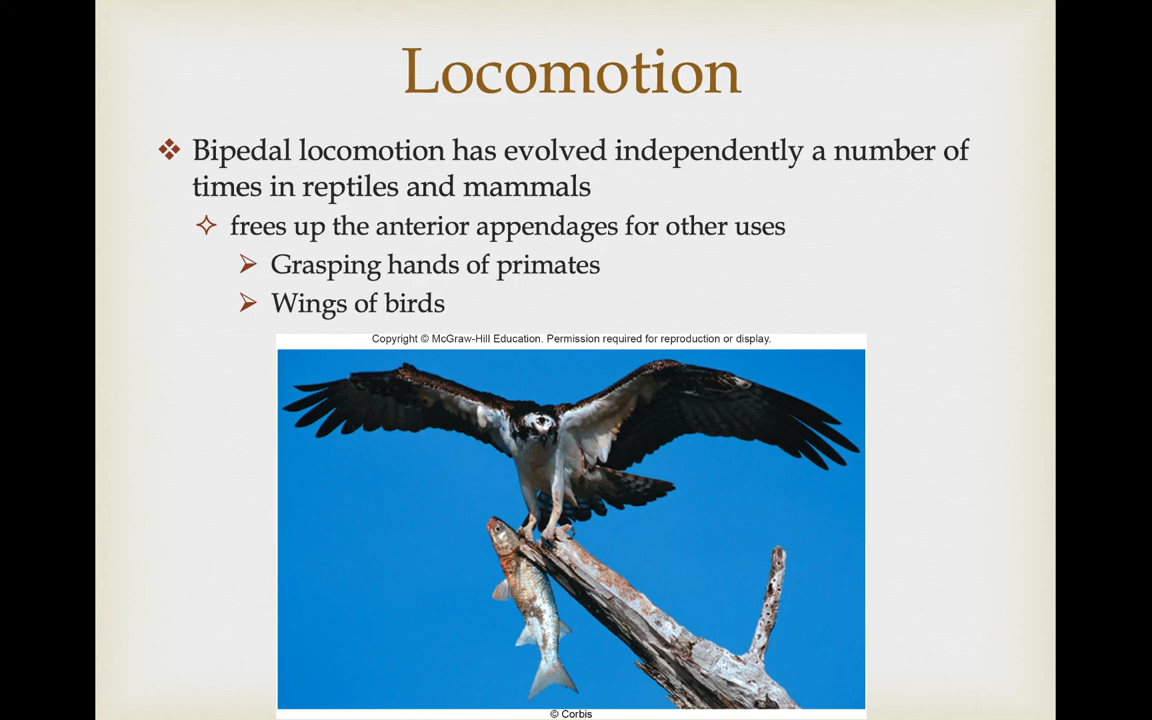 Locomotion
Bipedal locomotion has evolved independently a number of
times in reptiles and mammals
frees up the anterior appendages for other uses
Grasping hands of primates
Wings of birds
Copyright © McGraw-Hill Education. Permission required for reproduction or display.
© Corbis